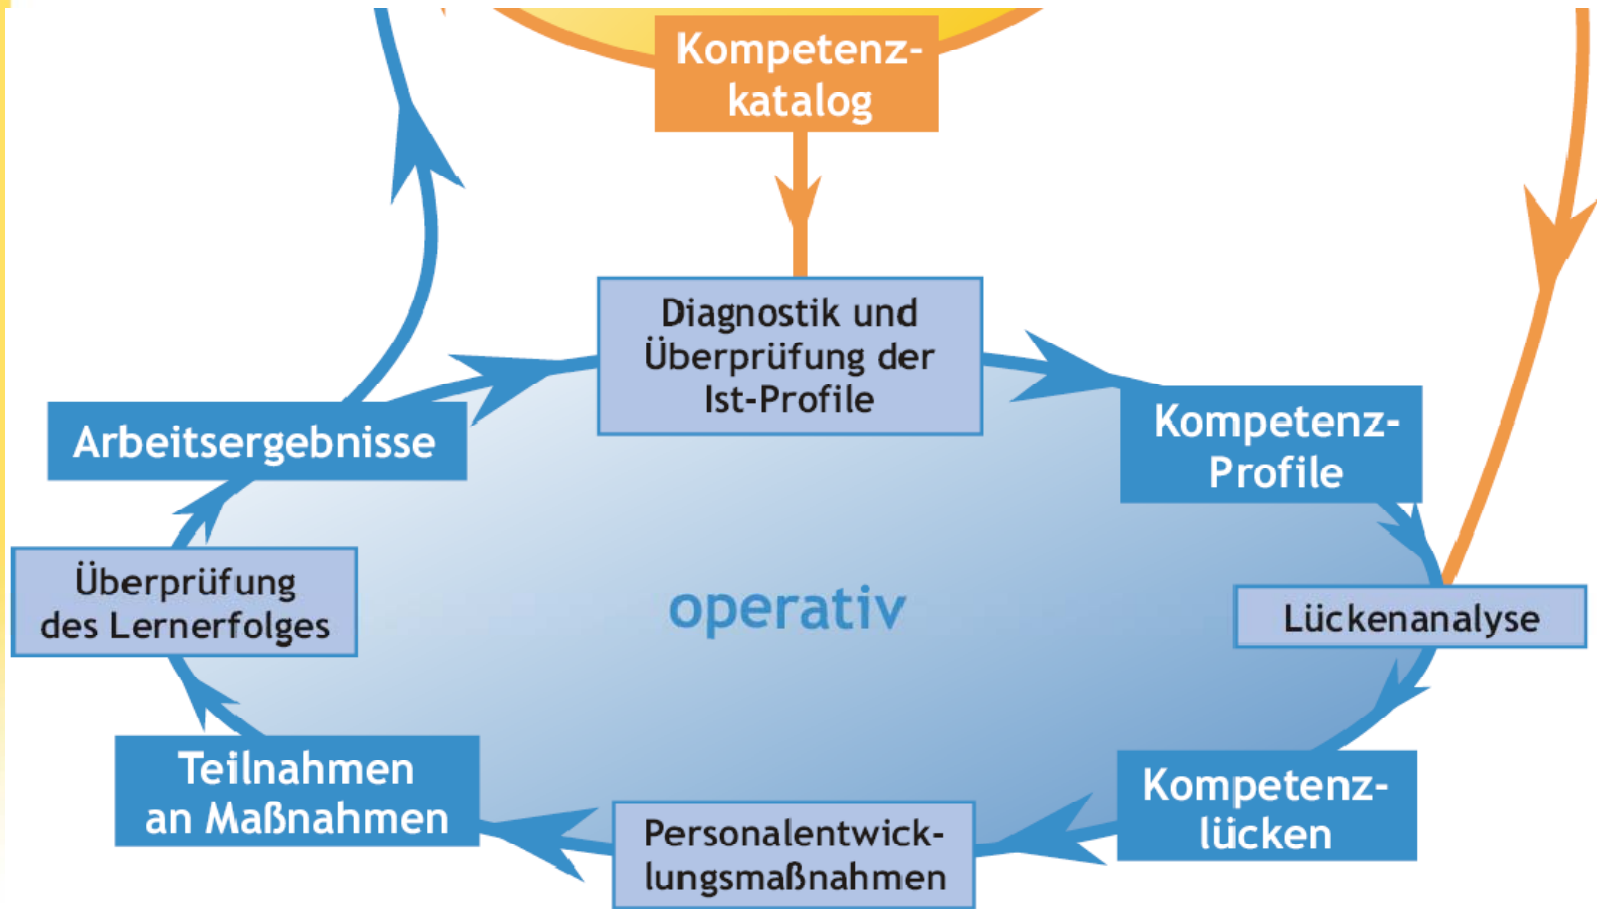 Kompetenz-
katalog
Diagnostik und
Überprüfung der
Ist-Profile
Arbeitsergebnisse
Kompetenz-
Profile
Überprüfung
des Lernerfolges
operativ
Lückenanalyse
Teilnahmen
an Maßnahmen
Personalentwick-
lungsmaßnahmen
Kompetenz-
lücken